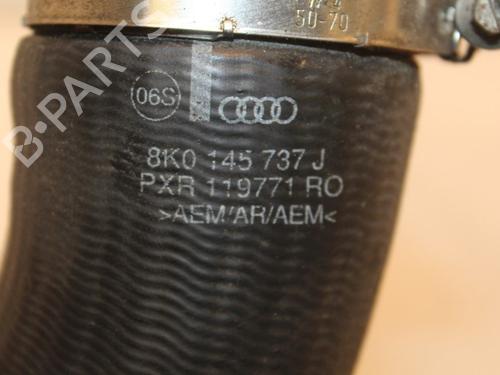 50-70
B-PARTS
06S
8K0 145 737 J
PXR 119771 RO
>AEM/AR/AEM<